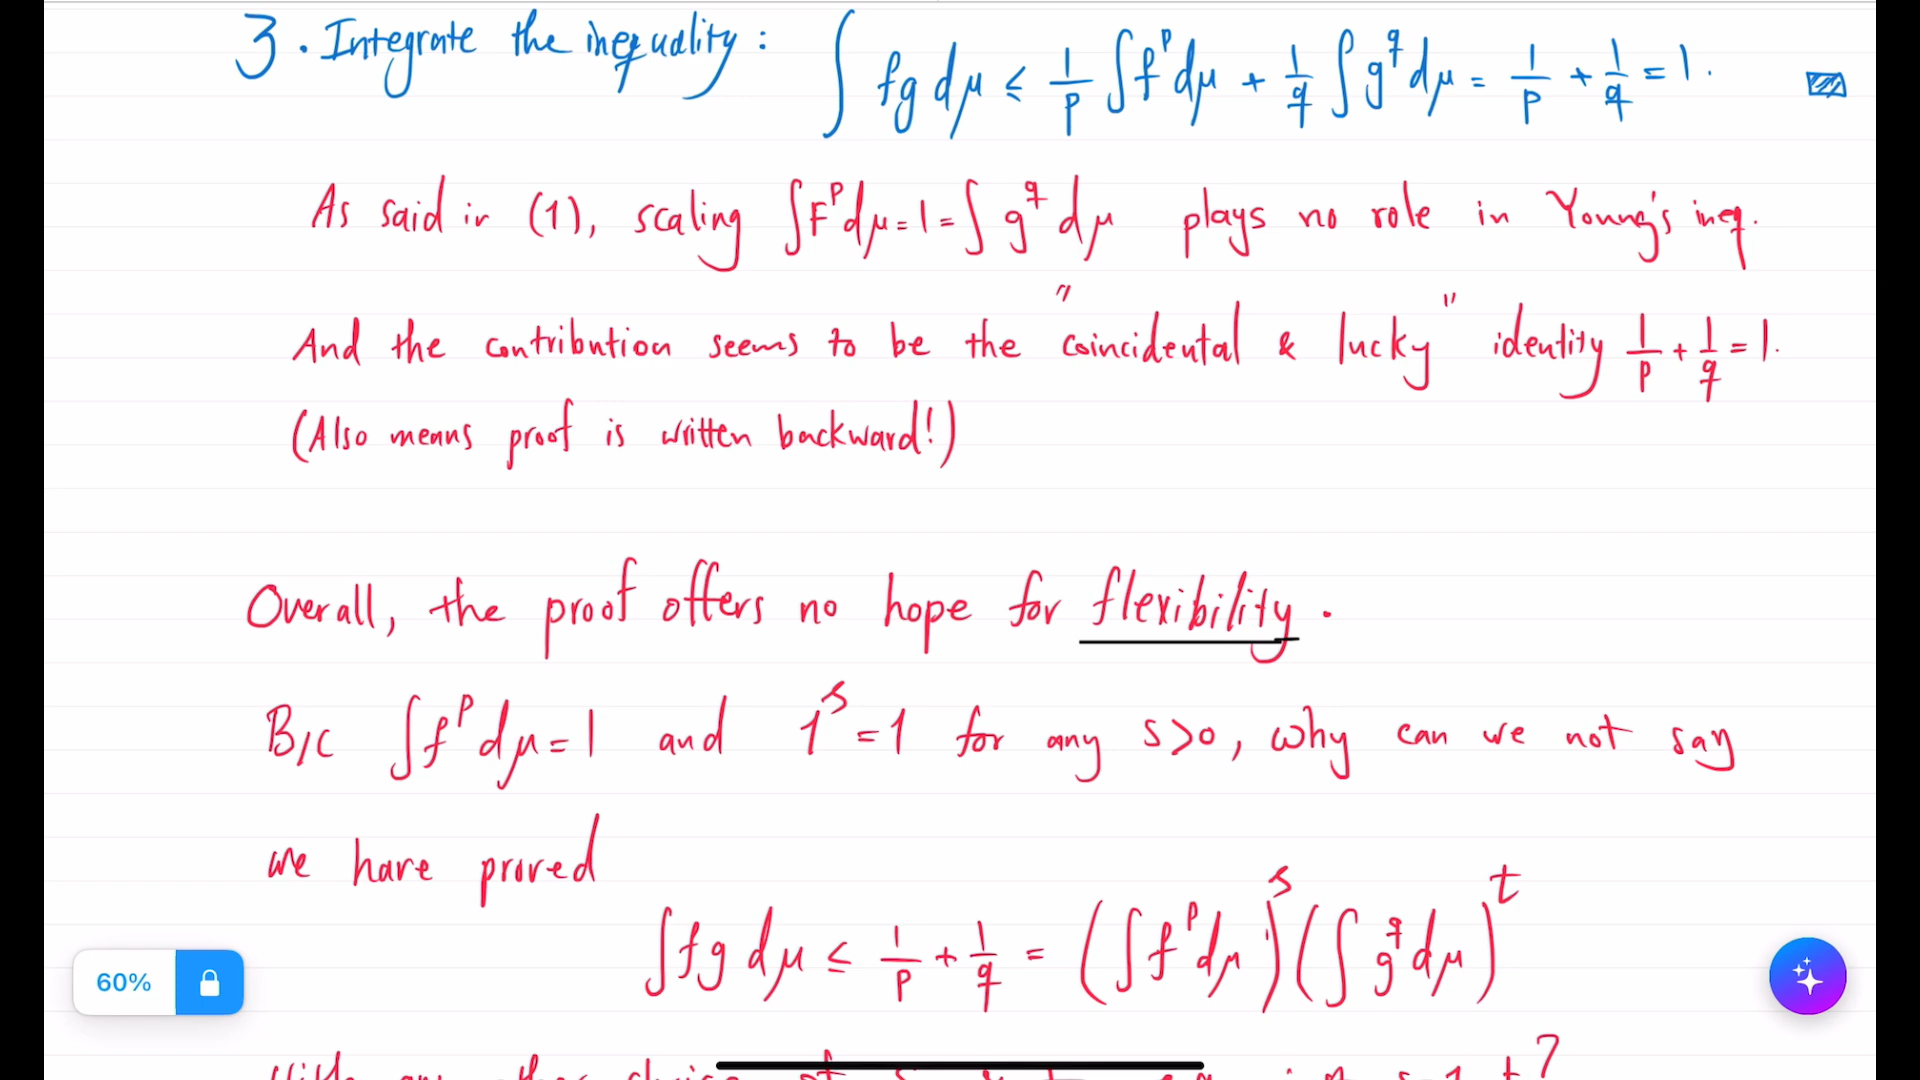 3. Integrate the inequality: ∫ fg dμ ≤ 1/p ∫ f^p dμ + 1/q ∫ g^q dμ = 1/p + 1/q = 1.
As said in (1), scaling ∫ F^p dμ = 1 = ∫ g^q dμ plays no role in Young's ineq.
And the contribution seems to be the "coincidental & lucky" identity 1/p + 1/q = 1.
(Also means proof is written backward!)
Overall, the proof offers no hope for flexibility.
B/C ∫ f^p dμ = 1 and 1^s = 1 for any s>0, why can we not say
we have proved
∫ fg dμ ≤ 1/p + 1/q = (∫ f^p dμ)^s (∫ g^q dμ)^t
60%